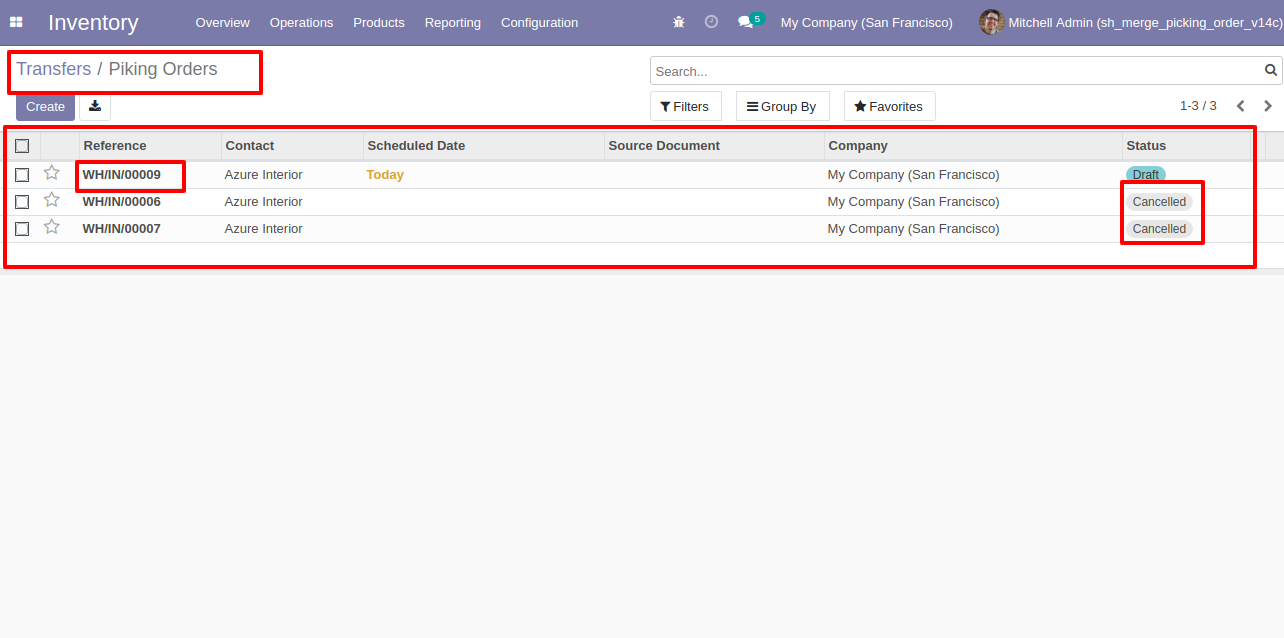 Inventory Overview Operations Products Reporting Configuration 5 My Company (San Francisco) Mitchell Admin (sh_merge_picking_order_v14c)
Transfers / Piking Orders
Search...
Create Filters Group By Favorites 1-3 / 3
Reference Contact Scheduled Date Source Document Company Status
WH/IN/00009 Azure Interior Today My Company (San Francisco) Draft
WH/IN/00006 Azure Interior My Company (San Francisco) Cancelled
WH/IN/00007 Azure Interior My Company (San Francisco) Cancelled